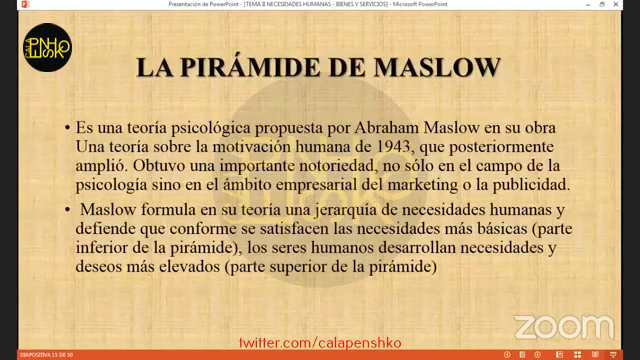 Presentación de PowerPoint - [TEMA II NECESIDADES HUMANAS - BIENES Y SERVICIOS] - Microsoft PowerPoint
LA PIRÁMIDE DE MASLOW
• Es una teoría psicológica propuesta por Abraham Maslow en su obra
Una teoría sobre la motivación humana de 1943, que posteriormente
amplió. Obtuvo una importante notoriedad, no sólo en el campo de la
psicología sino en el ámbito empresarial del marketing o la publicidad.
• Maslow formula en su teoría una jerarquía de necesidades humanas y
defiende que conforme se satisfacen las necesidades más básicas (parte
inferior de la pirámide), los seres humanos desarrollan necesidades y
deseos más elevados (parte superior de la pirámide)
zoom
twitter.com/calapenshko
DIAPOSITIVA 15 DE 50